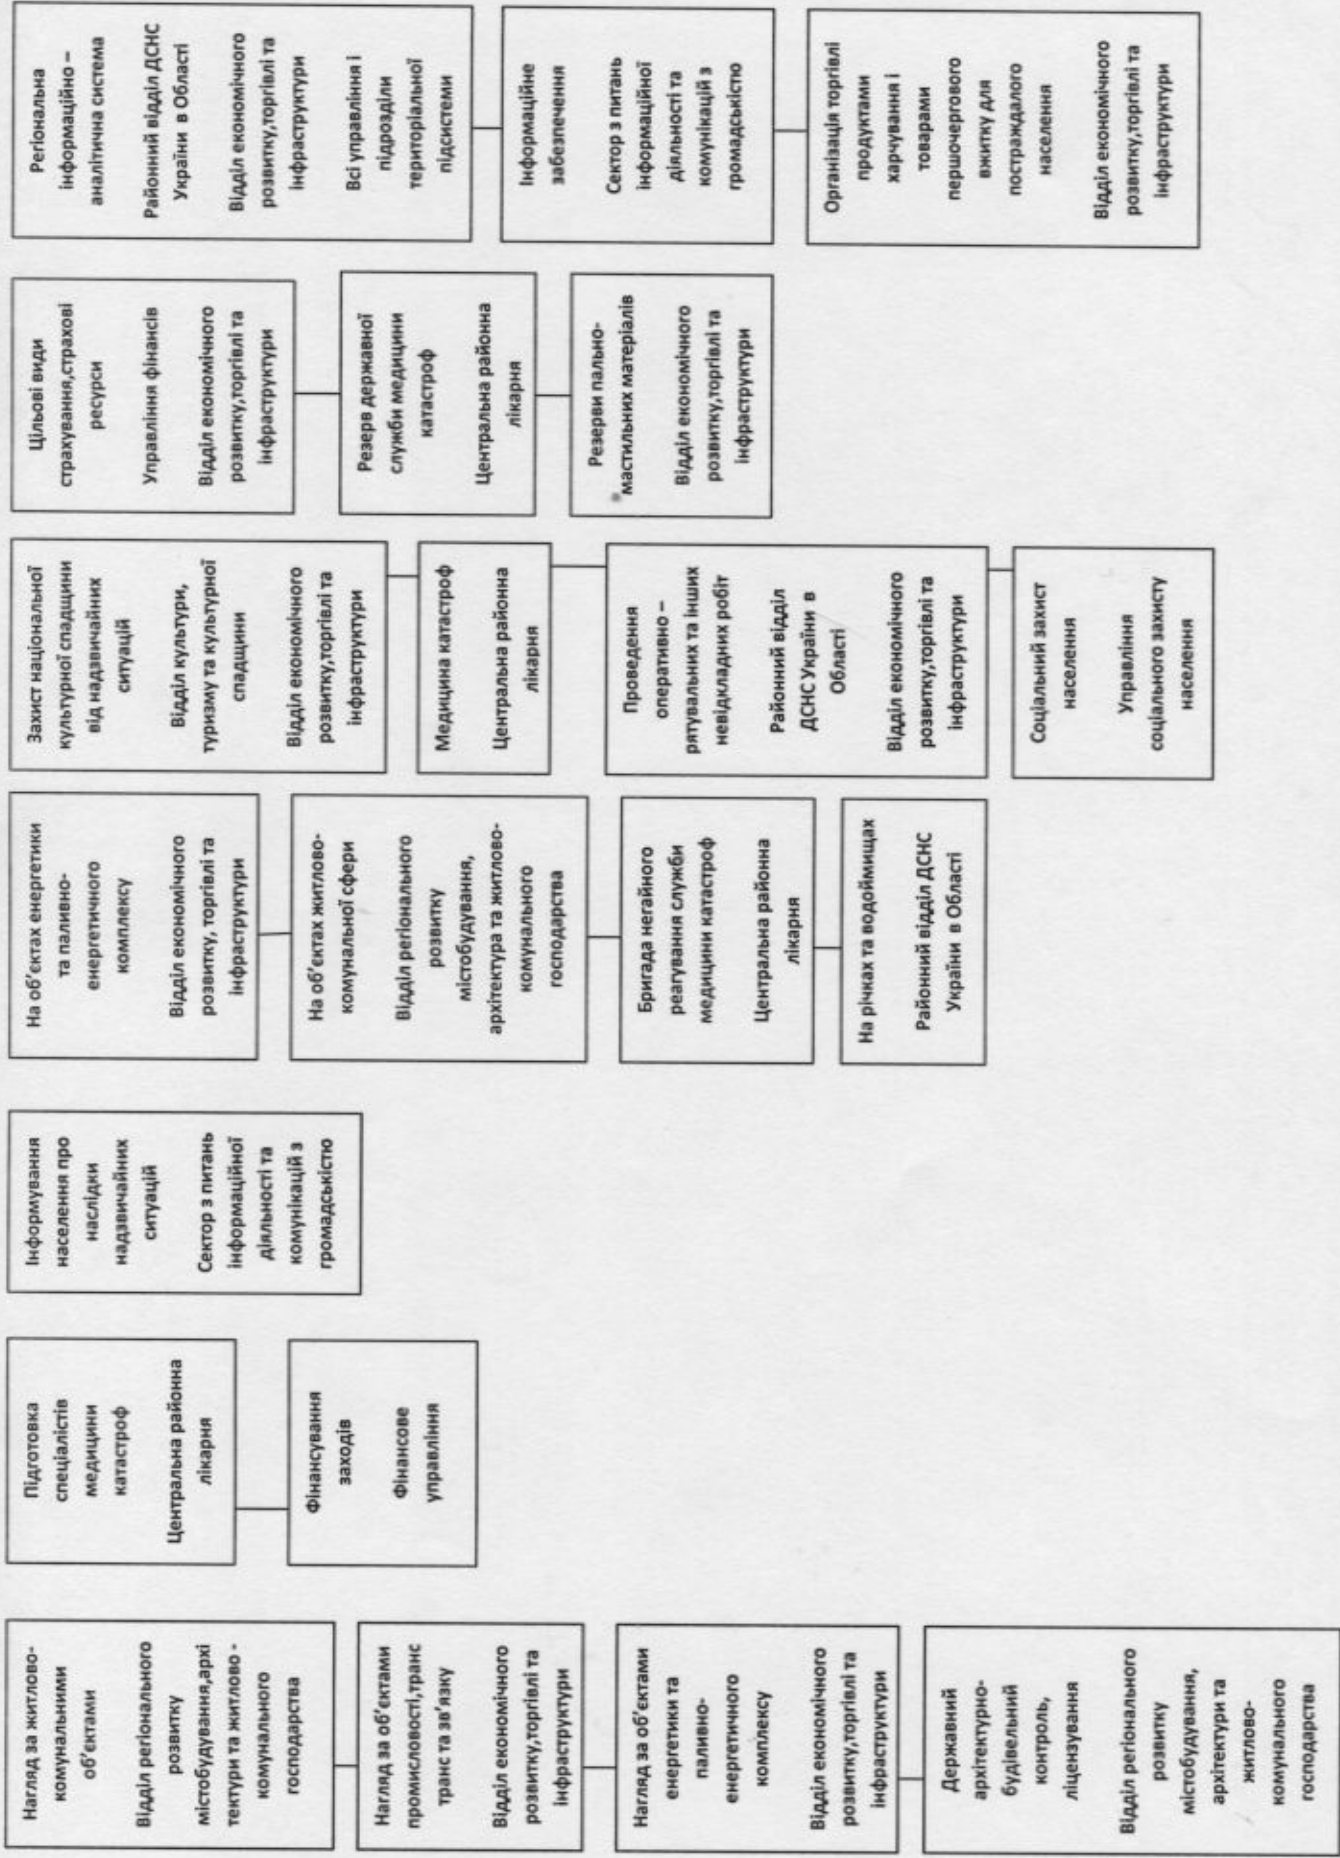 Нагляд за житлово-
комунальними
об'єктами
Відділ регіонального
розвитку
містобудування,архі
тектури та житлово -
комунального
господарства
Нагляд за об'єктами
промисловості,транс
транс та зв'язку
Відділ економічного
розвитку,торгівлі та
інфраструктури
Нагляд за об'єктами
енергетики та
паливно-
енергетичного
комплексу
Відділ економічного
розвитку,торгівлі та
інфраструктури
Державний
архітектурно-
будівельний
контроль,
ліцензування
Відділ регіонального
розвитку
містобудування,
архітектури та
житлово-
комунального
господарства
Підготовка
спеціалістів
медицини
катастроф
Центральна районна
лікарня
Фінансування
заходів
Фінансове
управління
Інформування
населення про
наслідки
надзвичайних
ситуацій
Сектор з питань
інформаційної
діяльності та
комунікацій з
громадськістю
На об'єктах енергетики
та паливно-
енергетичного
комплексу
Відділ економічного
розвитку, торгівлі та
інфраструктури
На об'єктах житлово-
комунальної сфери
Відділ регіонального
розвитку
містобудування,
архітектура та житлово-
комунального
господарства
Бригада негайного
реагування служби
медицини катастроф
Центральна районна
лікарня
На річках та водоймищах
Районний відділ ДСНС
України в Області
Захист національної
культурної спадщини
від надзвичайних
ситуацій
Відділ культури,
туризму та культурної
спадщини
Відділ економічного
розвитку,торгівлі та
інфраструктури
Медицина катастроф
Центральна районна
лікарня
Проведення
оперативно –
рятувальних та інших
невідкладних робіт
Районний відділ
ДСНС України в
Області
Відділ економічного
розвитку,торгівлі та
інфраструктури
Соціальний захист
населення
Управління
соціального захисту
населення
Цільові види
страхування,страхові
ресурси
Управління фінансів
Відділ економічного
розвитку,торгівлі та
інфраструктури
Резерв державної
служби медицини
катастроф
Центральна районна
лікарня
Резерви пально-
мастильних матеріалів
Відділ економічного
розвитку,торгівлі та
інфраструктури
Регіональна
інформаційно –
аналітична система
Районний відділ ДСНС
України в Області
Відділ економічного
розвитку,торгівлі та
інфраструктури
Всі управління і
підрозділи
територіальної
підсистеми
Інформаційне
забезпечення
Сектор з питань
інформаційної
діяльності та
комунікацій з
громадськістю
Організація торгівлі
продуктами
харчування і
товарами
першочергового
вжитку для
постраждалого
населення
Відділ економічного
розвитку,торгівлі та
інфраструктури